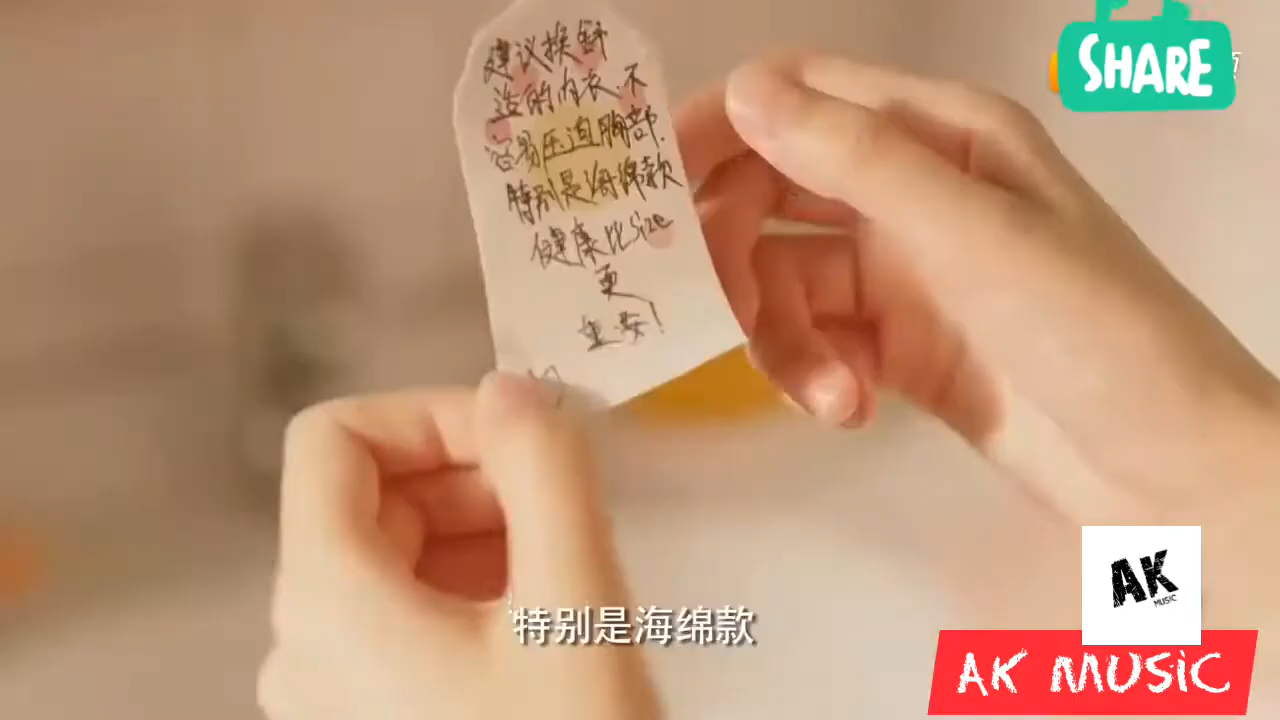 SHARE
建议换舒
适的内衣.不
容易压迫胸部.
特别是海绵款
健康比size
更
重要!
特别是海绵款
AK
MUSIC
AK MUSIC